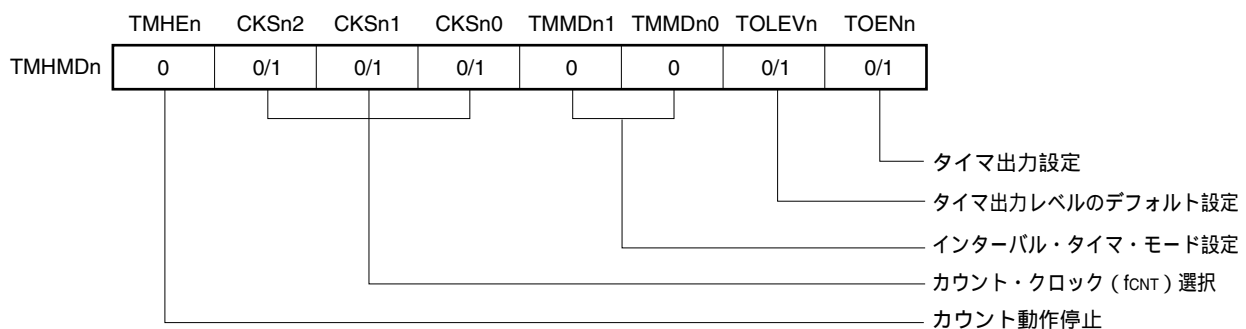 TMHEn CKSn2 CKSn1 CKSn0 TMMDn1 TMMDn0 TOLEVn TOENn
TMHMDn 0 0/1 0/1 0/1 0 0 0/1 0/1
タイマ出力設定
タイマ出力レベルのデフォルト設定
インターバル・タイマ・モード設定
カウント・クロック（fCNT）選択
カウント動作停止